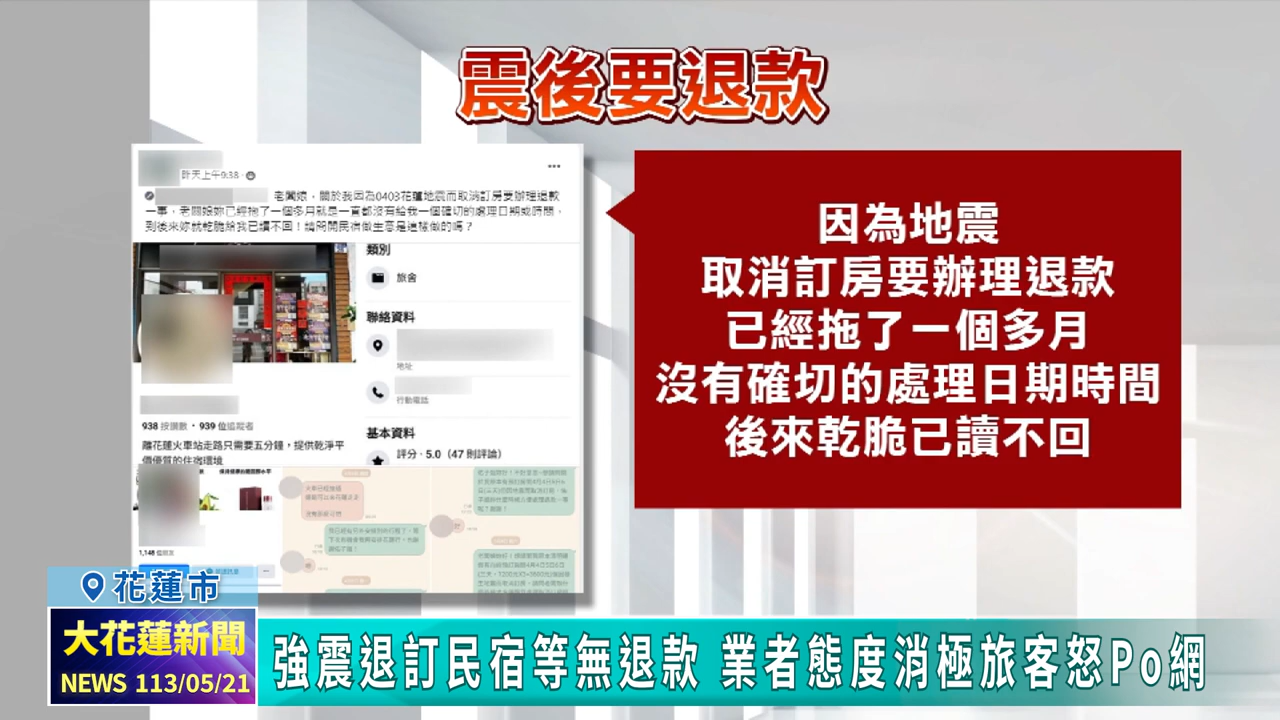 震後要退款
昨天上午9:38
老闆娘，關於我因為0403花蓮地震而取消訂房要辦理退款
一事，老闆娘妳已經拖了一個多月就是一直都沒有給我一個確切的處理日期或時間，
到後來妳就乾脆給我已讀不回！請問開民宿做生意是這樣做的嗎？
類別
旅舍
聯絡資料
地址
行動電話
基本資料
評分·5.0（47 則評論）
938 按讚數·939 位追蹤者
離花蓮火車站走路只需要五分鐘，提供乾淨平
價優質的住宿環境
1,148 位朋友
因為地震
取消訂房要辦理退款
已經拖了一個多月
沒有確切的處理日期時間
後來乾脆已讀不回
花蓮市
大花蓮新聞
NEWS 113/05/21
強震退訂民宿等無退款 業者態度消極旅客怒Po網